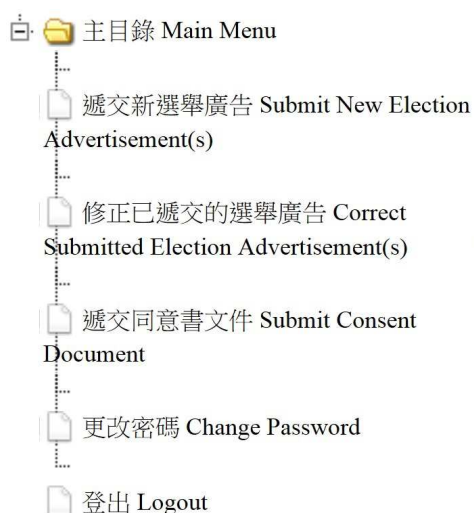 主目錄 Main Menu
遞交新選舉廣告 Submit New Election
Advertisement(s)
修正已遞交的選舉廣告 Correct
Submitted Election Advertisement(s)
遞交同意書文件 Submit Consent
Document
更改密碼 Change Password
登出 Logout